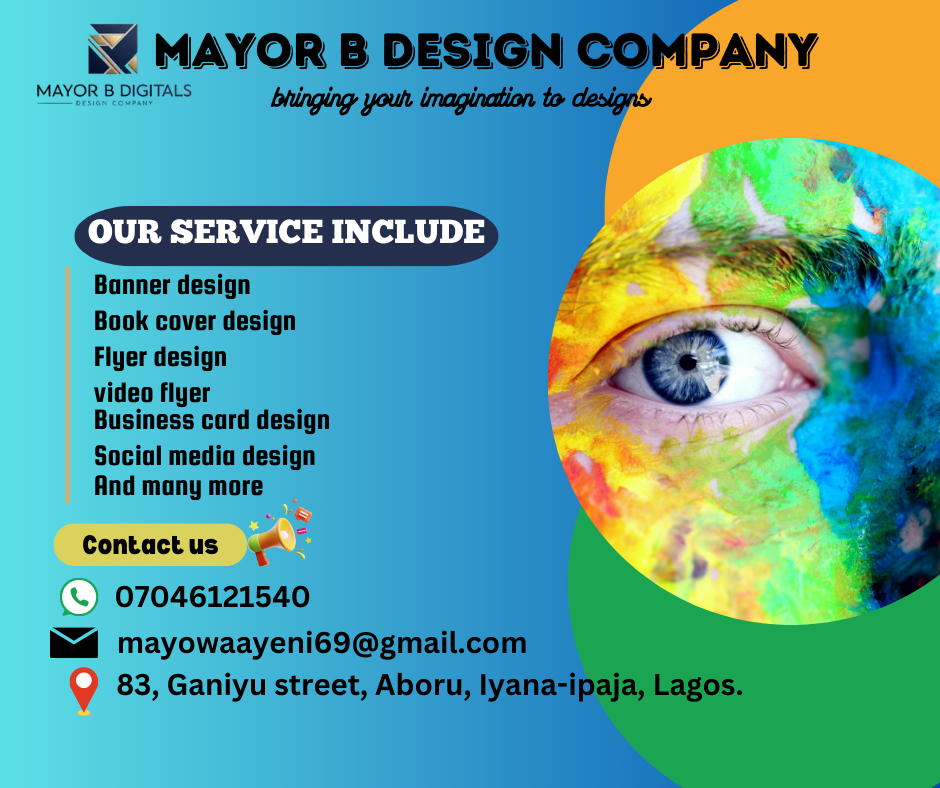 MAYOR B DESIGN COMPANY
MAYOR B DIGITALS
DESIGN COMPANY
bringing your imagination to designs
OUR SERVICE INCLUDE
Banner design
Book cover design
Flyer design
video flyer
Business card design
Social media design
And many more
Contact us
07046121540
mayowaayeni69@gmail.com
83, Ganiyu street, Aboru, Iyana-ipaja, Lagos.